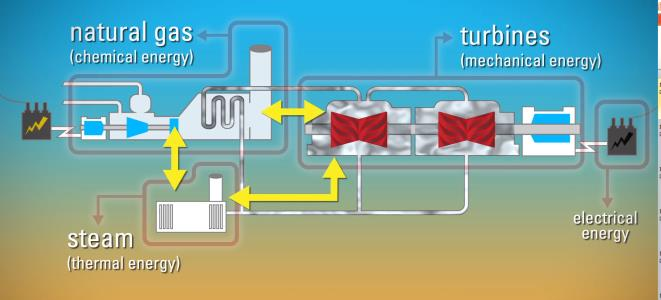 natural gas
(chemical energy)
turbines
(mechanical energy)
steam
(thermal energy)
electrical
energy